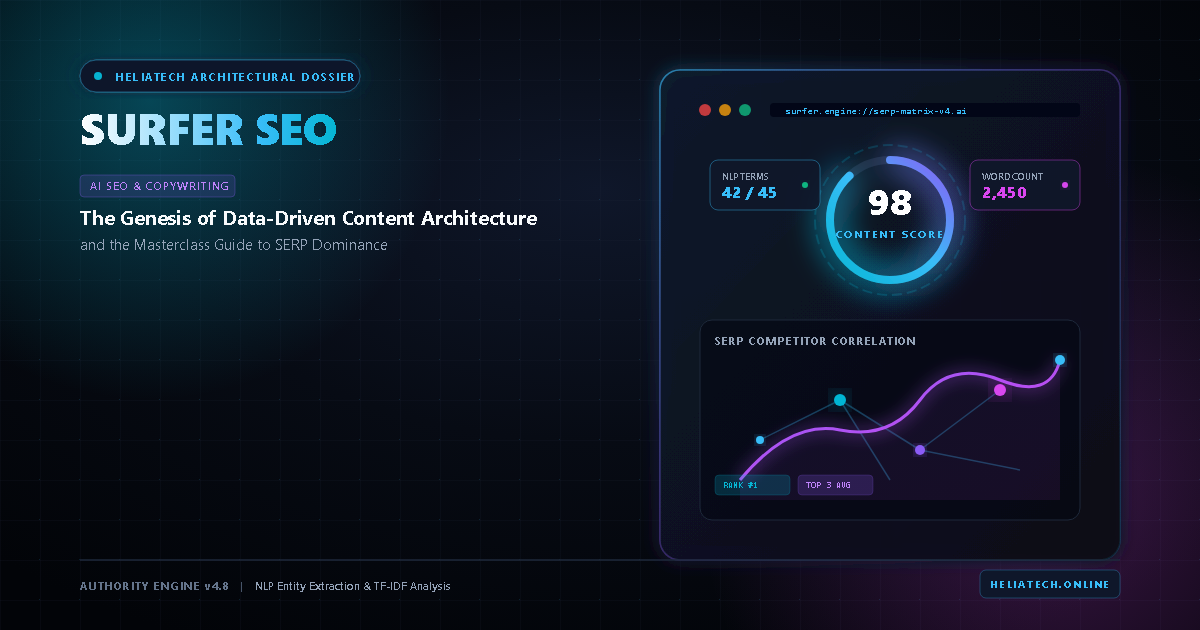 HELIATECH ARCHITECTURAL DOSSIER
SURFER SEO
AI SEO & COPYWRITING
The Genesis of Data-Driven Content Architecture
and the Masterclass Guide to SERP Dominance
surfer.engine://serp-matrix-v4.ai
NLP TERMS
42 / 45
98
CONTENT SCORE
WORD COUNT
2,450
SERP COMPETITOR CORRELATION
RANK #1
TOP 3 AVG
AUTHORITY ENGINE v4.8 | NLP Entity Extraction & TF-IDF Analysis
HELIATECH.ONLINE